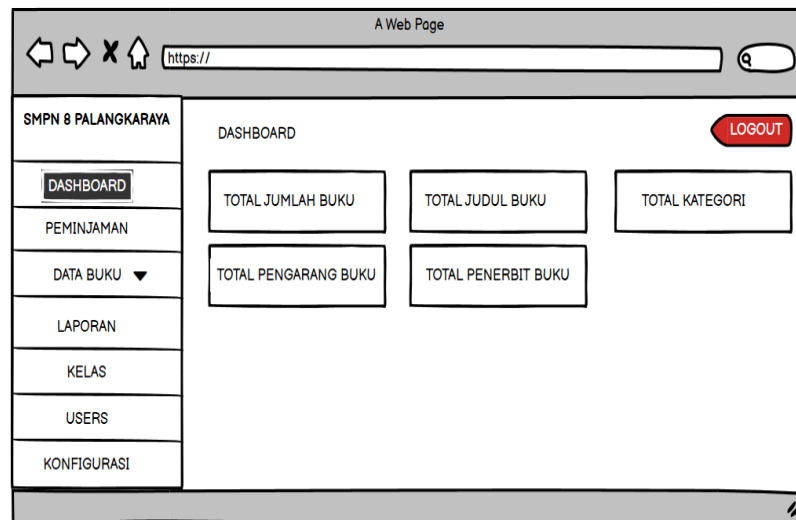 A Web Page
https://
SMPN 8 PALANGKARAYA
DASHBOARD
LOGOUT
DASHBOARD
PEMINJAMAN
DATA BUKU
LAPORAN
KELAS
USERS
KONFIGURASI
TOTAL JUMLAH BUKU
TOTAL JUDUL BUKU
TOTAL KATEGORI
TOTAL PENGARANG BUKU
TOTAL PENERBIT BUKU